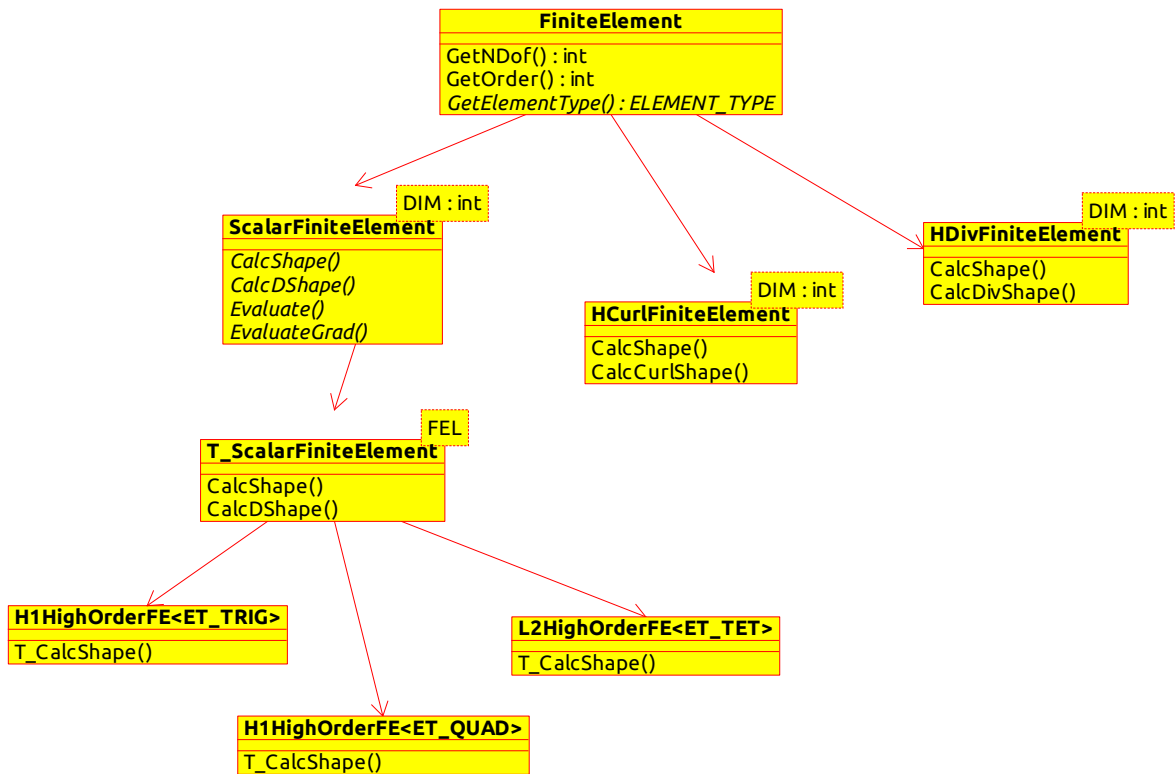 FiniteElement
GetNDof() : int
GetOrder() : int
GetElementType() : ELEMENT_TYPE
DIM : int
ScalarFiniteElement
CalcShape()
CalcDShape()
Evaluate()
EvaluateGrad()
DIM : int
HCurlFiniteElement
CalcShape()
CalcCurlShape()
DIM : int
HDivFiniteElement
CalcShape()
CalcDivShape()
FEL
T_ScalarFiniteElement
CalcShape()
CalcDShape()
H1HighOrderFE<ET_TRIG>
T_CalcShape()
H1HighOrderFE<ET_QUAD>
T_CalcShape()
L2HighOrderFE<ET_TET>
T_CalcShape()